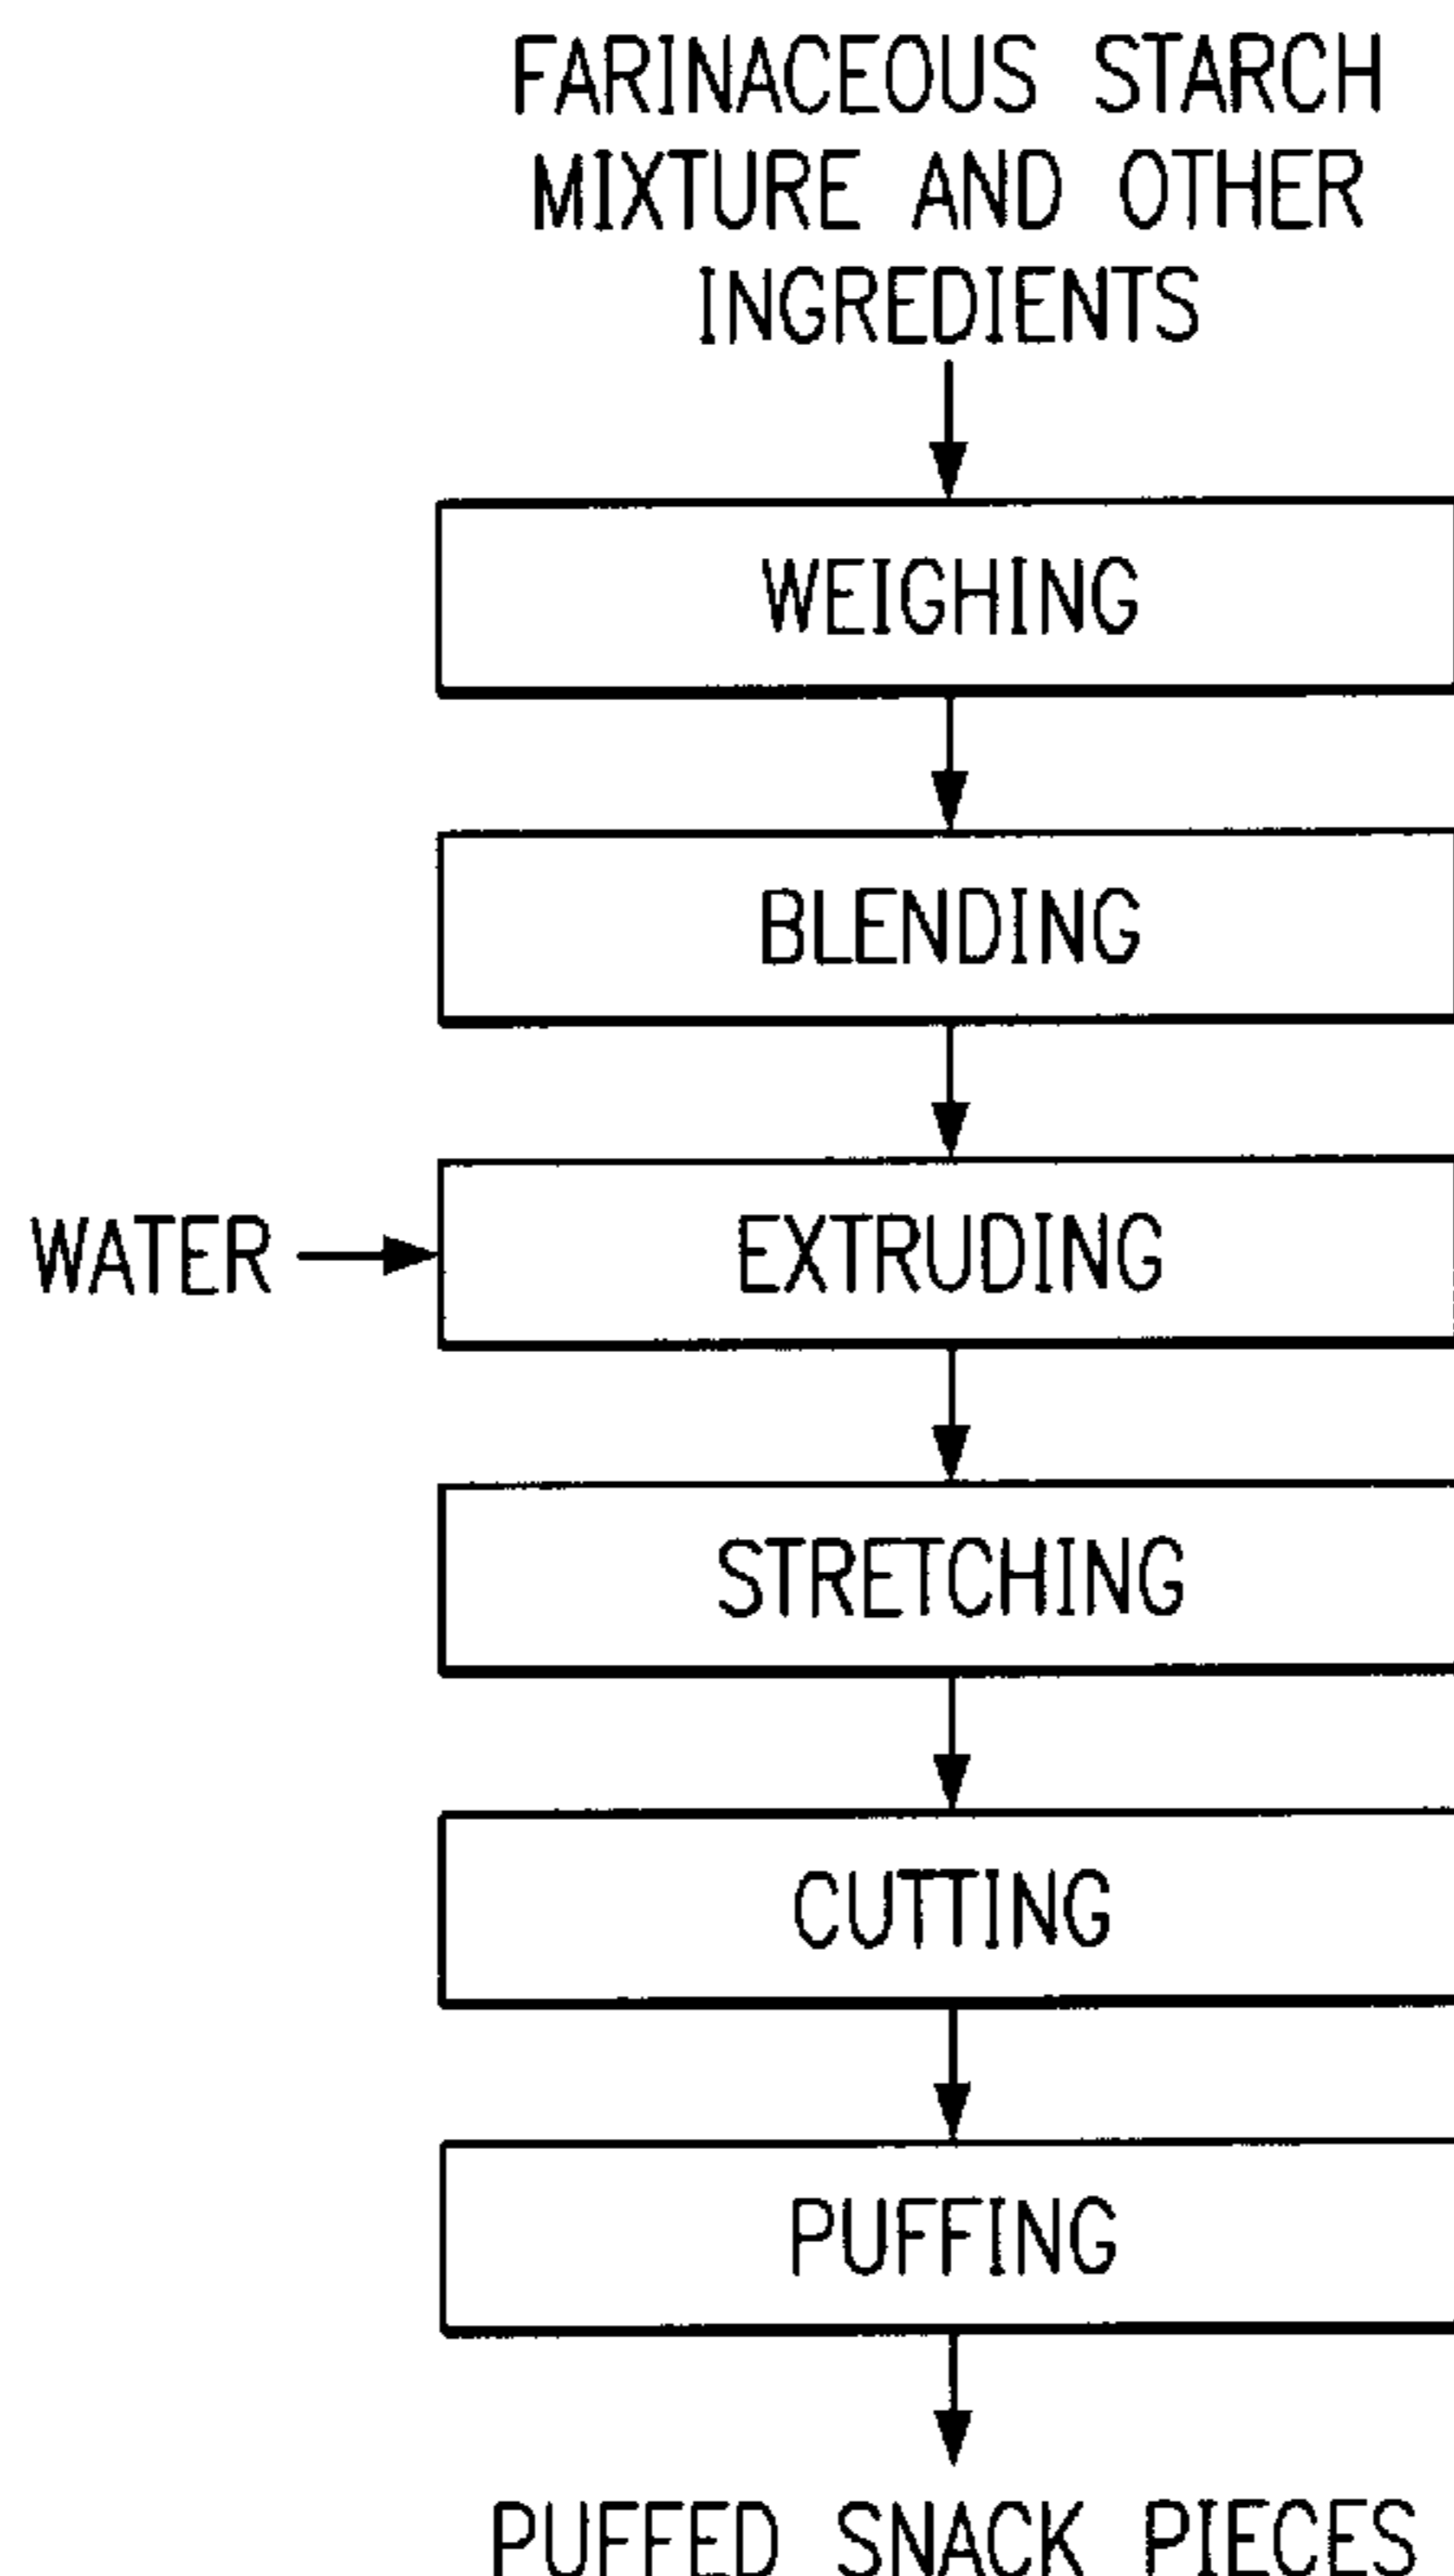 FARINACEOUS STARCH
MIXTURE AND OTHER
INGREDIENTS
WEIGHING
BLENDING
WATER
EXTRUDING
STRETCHING
CUTTING
PUFFING
PUFFED SNACK PIECES